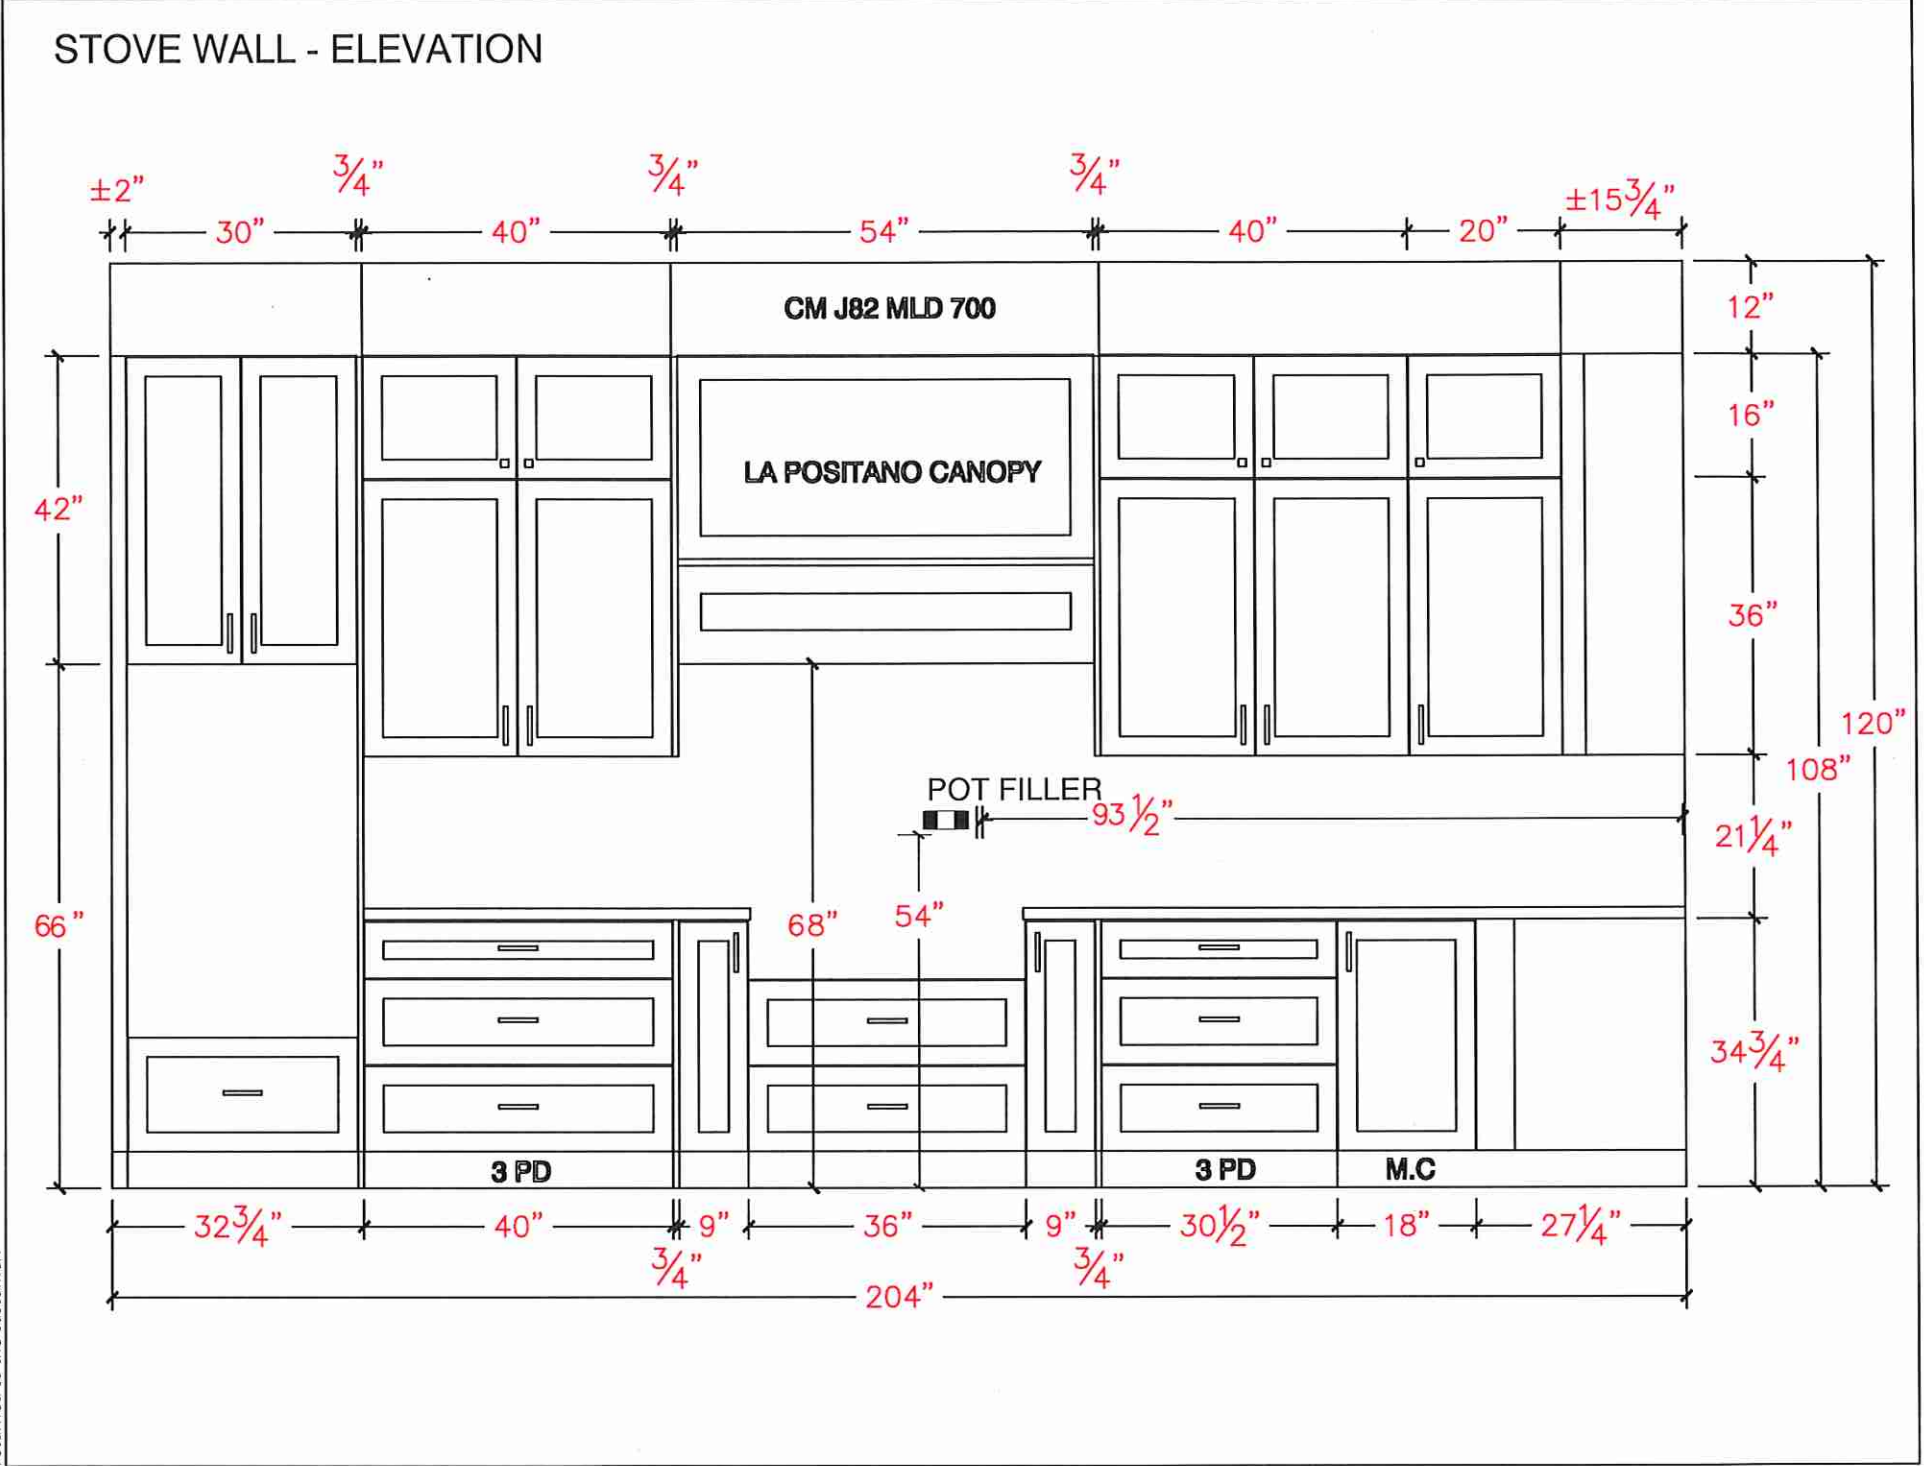 STOVE WALL - ELEVATION
3/4" 3/4" 3/4"
±2" ±15 3/4"
30" 40" 54" 40" 20"
CM J82 MLD 700
12"
16"
LA POSITANO CANOPY
42"
36"
120"
108"
POT FILLER
93 1/2"
21 1/4"
66" 68" 54"
34 3/4"
3 PD 3 PD M.C
32 3/4" 40" 9" 36" 9" 30 1/2" 18" 27 1/4"
3/4" 3/4"
204"